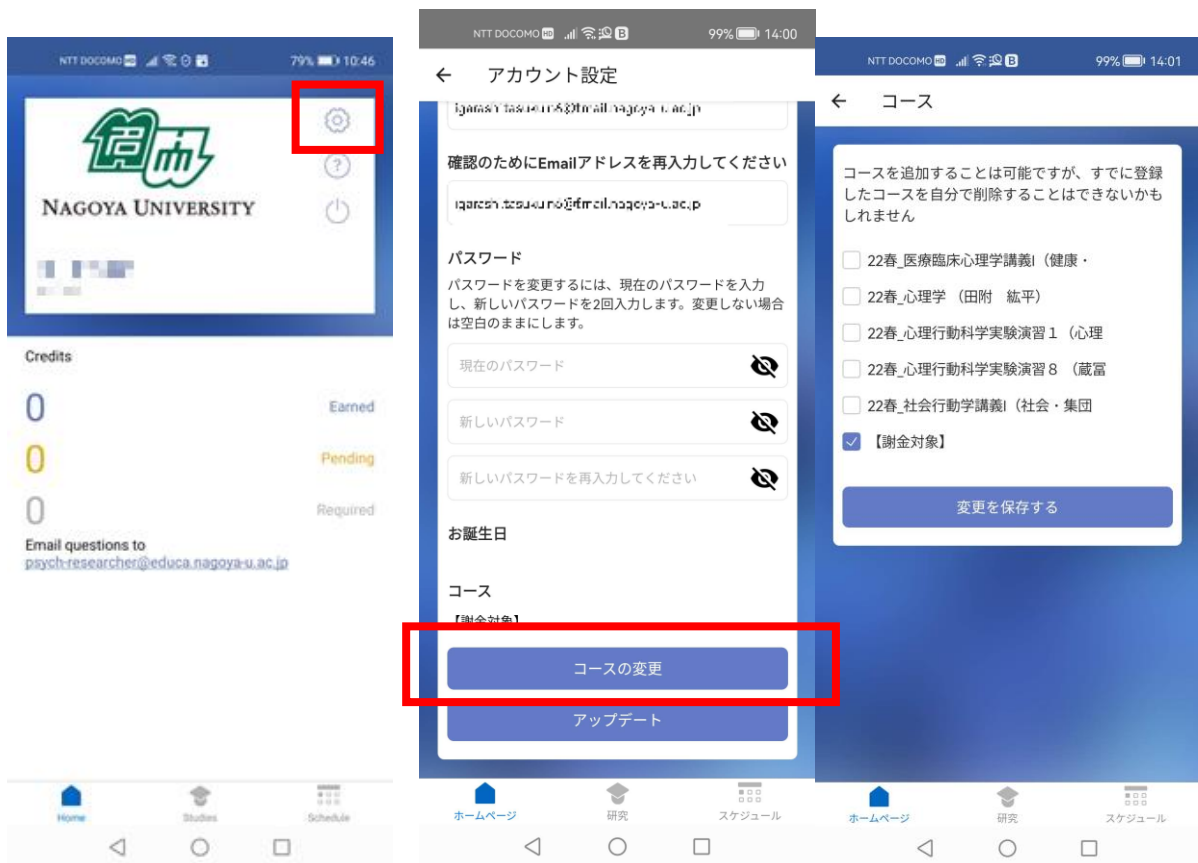 NTT DOCOMO HD
79% 10:46
名大
NAGOYA UNIVERSITY
Credits
0 Earned
0 Pending
0 Required
Email questions to
psych-researcher@educa.nagoya-u.ac.jp
Home Studies Schedule
NTT DOCOMO HD B 99% 14:00
← アカウント設定
確認のためにEmailアドレスを再入力してください
パスワード
パスワードを変更するには、現在のパスワードを入力
し、新しいパスワードを2回入力します。変更しない場合
は空白のままにします。
現在のパスワード
新しいパスワード
新しいパスワードを再入力してください
お誕生日
コース
【謝金対象】
コースの変更
アップデート
ホームページ 研究 スケジュール
NTT DOCOMO HD B 99% 14:01
← コース
コースを追加することは可能ですが、すでに登録
したコースを自分で削除することはできないかも
しれません
22春_医療臨床心理学講義I（健康・
22春_心理学 （田附 紘平）
22春_心理行動科学実験演習１（心理
22春_心理行動科学実験演習８ （蔵冨
22春_社会行動学講義I（社会・集団
【謝金対象】
変更を保存する
ホームページ 研究 スケジュール